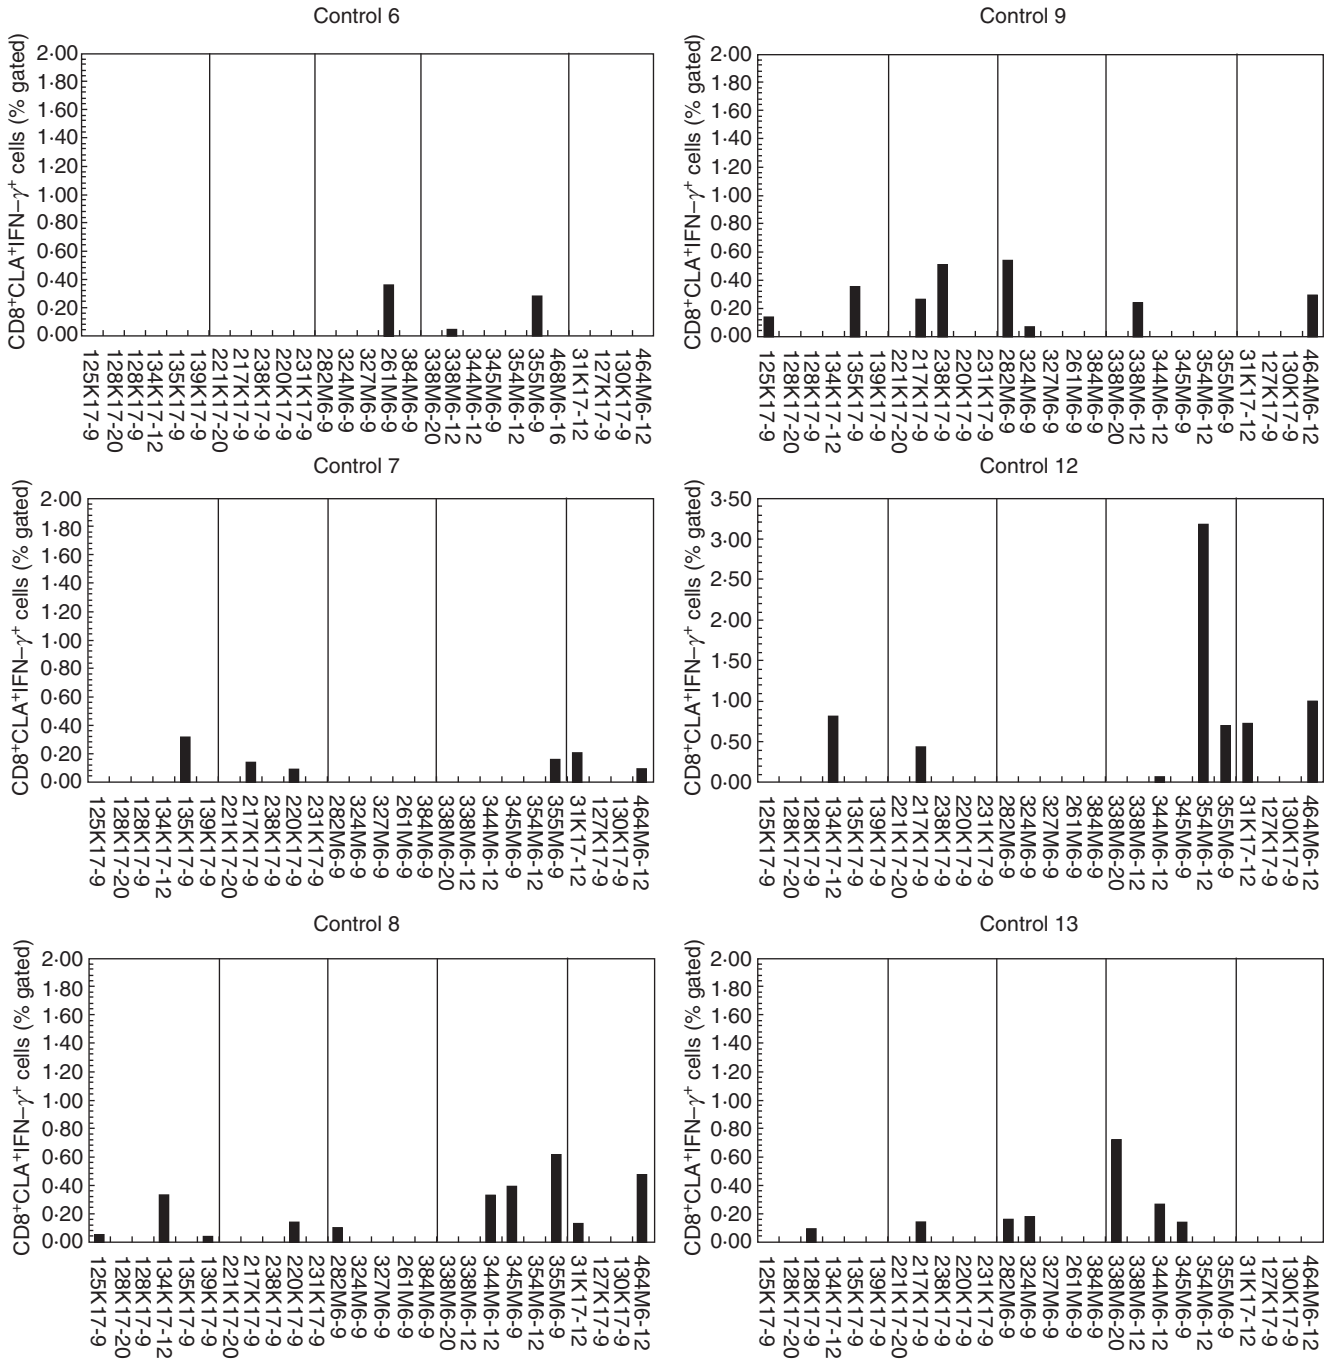 Control 6
CD8⁺CLA⁺IFN–γ⁺ cells (% gated)
2·00
1·80
1·60
1·40
1·20
1·00
0·80
0·60
0·40
0·20
0·00
125K17-9
128K17-20
128K17-9
134K17-12
135K17-9
139K17-9
221K17-20
217K17-9
238K17-9
220K17-9
231K17-9
282M6-9
324M6-9
327M6-9
261M6-9
384M6-9
338M6-20
338M6-12
344M6-12
345M6-9
354M6-12
355M6-9
468M6-16
31K17-12
127K17-9
130K17-9
464M6-12
Control 9
CD8⁺CLA⁺IFN–γ⁺ cells (% gated)
2·00
1·80
1·60
1·40
1·20
1·00
0·80
0·60
0·40
0·20
0·00
125K17-9
128K17-20
128K17-9
134K17-12
135K17-9
139K17-9
221K17-20
217K17-9
238K17-9
220K17-9
231K17-9
282M6-9
324M6-9
327M6-9
261M6-9
384M6-9
338M6-20
338M6-12
344M6-12
345M6-9
354M6-12
355M6-9
31K17-12
127K17-9
130K17-9
464M6-12
Control 7
CD8⁺CLA⁺IFN–γ⁺ cells (% gated)
2·00
1·80
1·60
1·40
1·20
1·00
0·80
0·60
0·40
0·20
0·00
125K17-9
128K17-20
128K17-9
134K17-12
135K17-9
139K17-9
221K17-20
217K17-9
238K17-9
220K17-9
231K17-9
282M6-9
324M6-9
327M6-9
261M6-9
384M6-9
338M6-20
338M6-12
344M6-12
345M6-9
354M6-12
355M6-9
31K17-12
127K17-9
130K17-9
464M6-12
Control 12
CD8⁺CLA⁺IFN–γ⁺ cells (% gated)
3·50
3·00
2·50
2·00
1·50
1·00
0·50
0·00
125K17-9
128K17-20
128K17-9
134K17-12
135K17-9
139K17-9
221K17-20
217K17-9
238K17-9
220K17-9
231K17-9
282M6-9
324M6-9
327M6-9
261M6-9
384M6-9
338M6-20
338M6-12
344M6-12
345M6-9
354M6-12
355M6-9
31K17-12
127K17-9
130K17-9
464M6-12
Control 8
CD8⁺CLA⁺IFN–γ⁺ cells (% gated)
2·00
1·80
1·60
1·40
1·20
1·00
0·80
0·60
0·40
0·20
0·00
125K17-9
128K17-20
128K17-9
134K17-12
135K17-9
139K17-9
221K17-20
217K17-9
238K17-9
220K17-9
231K17-9
282M6-9
324M6-9
327M6-9
261M6-9
384M6-9
338M6-20
338M6-12
344M6-12
345M6-9
354M6-12
355M6-9
31K17-12
127K17-9
130K17-9
464M6-12
Control 13
CD8⁺CLA⁺IFN–γ⁺ cells (% gated)
2·00
1·80
1·60
1·40
1·20
1·00
0·80
0·60
0·40
0·20
0·00
125K17-9
128K17-20
128K17-9
134K17-12
135K17-9
139K17-9
221K17-20
217K17-9
238K17-9
220K17-9
231K17-9
282M6-9
324M6-9
327M6-9
261M6-9
384M6-9
338M6-20
338M6-12
344M6-12
345M6-9
354M6-12
355M6-9
31K17-12
127K17-9
130K17-9
464M6-12